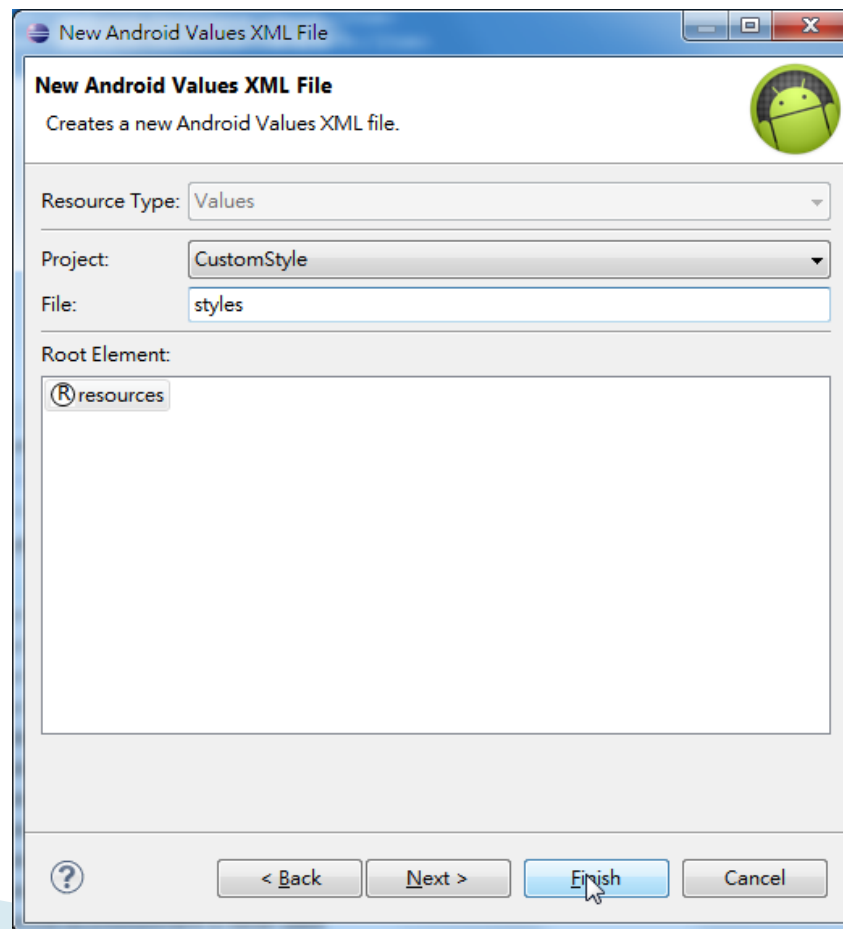 New Android Values XML File
New Android Values XML File
Creates a new Android Values XML file.
Resource Type: Values
Project: CustomStyle
File: styles
Root Element:
R resources
< Back Next > Finish Cancel